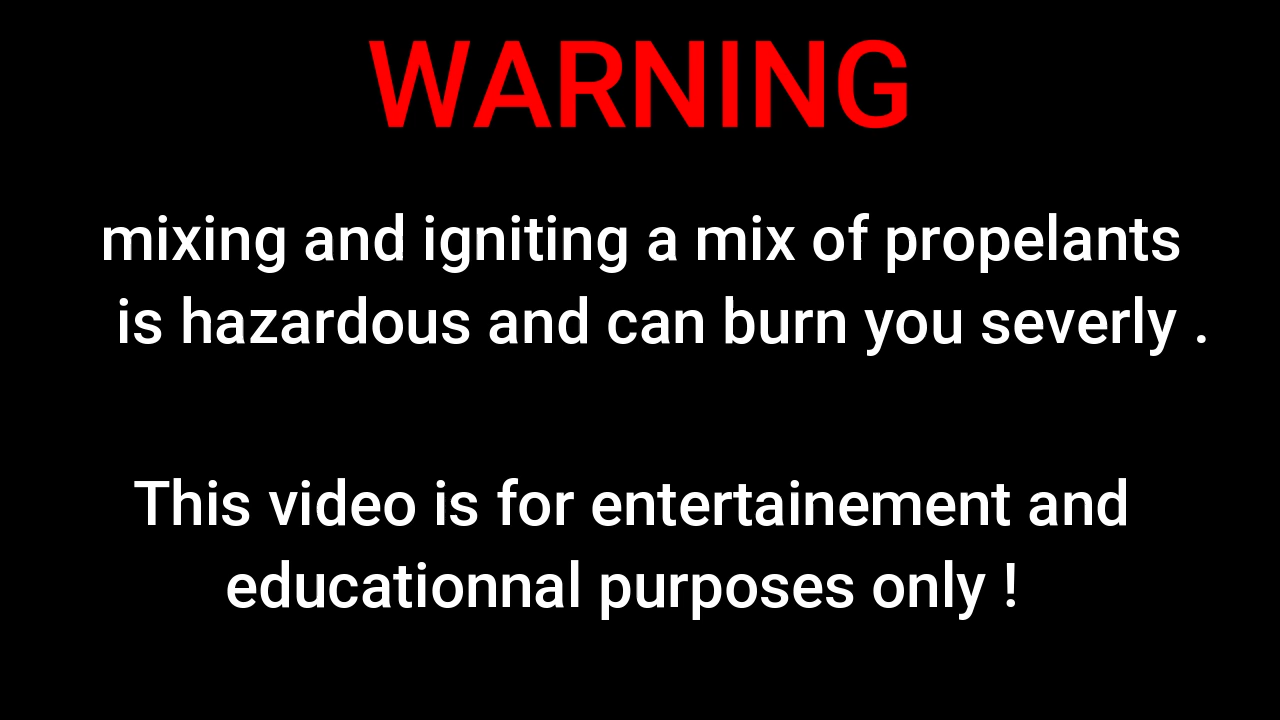 WARNING
mixing and igniting a mix of propelants
is hazardous and can burn you severly .
This video is for entertainement and
educationnal purposes only !